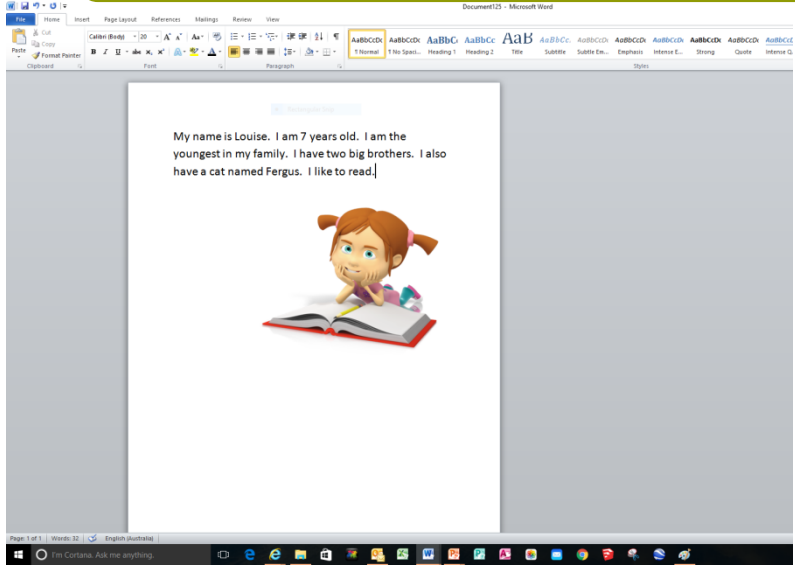 Document125 - Microsoft Word
File Home Insert Page Layout References Mailings Review View
Paste
Cut
Copy
Format Painter
Clipboard
Calibri (Body) 20
Font
Paragraph
AaBbCcDc AaBbCcDc AaBbC AaBbCc AaB AaBbCc. AaBbCcDc AaBbCcDc AaBbCcDc AaBbCcDc AaBbCcDc AaBbCcD
¶ Normal ¶ No Spaci... Heading 1 Heading 2 Title Subtitle Subtle Em... Emphasis Intense E... Strong Quote Intense Q
Styles
My name is Louise. I am 7 years old. I am the
youngest in my family. I have two big brothers. I also
have a cat named Fergus. I like to read.
Page: 1 of 1 Words: 32 English (Australia)
I'm Cortana. Ask me anything.